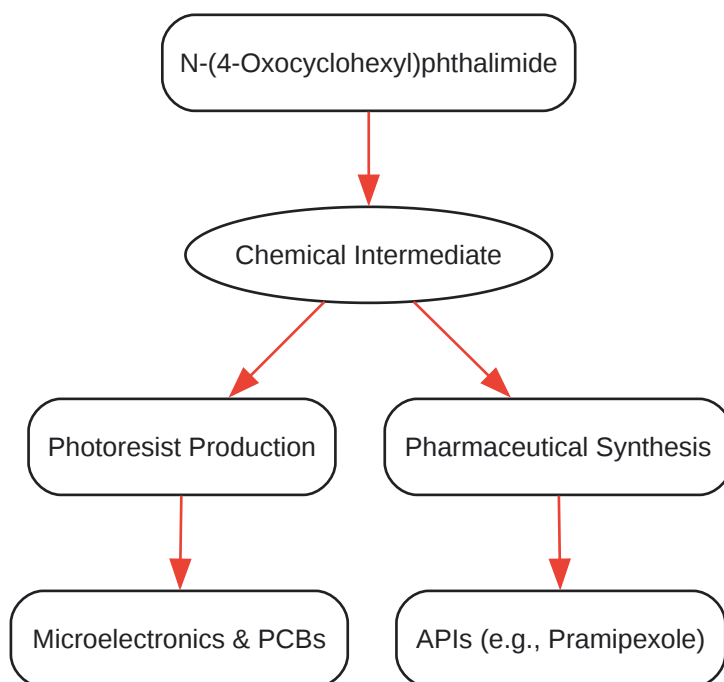 N-(4-Oxocyclohexyl)phthalimide
Chemical Intermediate
Photoresist Production
Pharmaceutical Synthesis
Microelectronics & PCBs
APIs (e.g., Pramipexole)